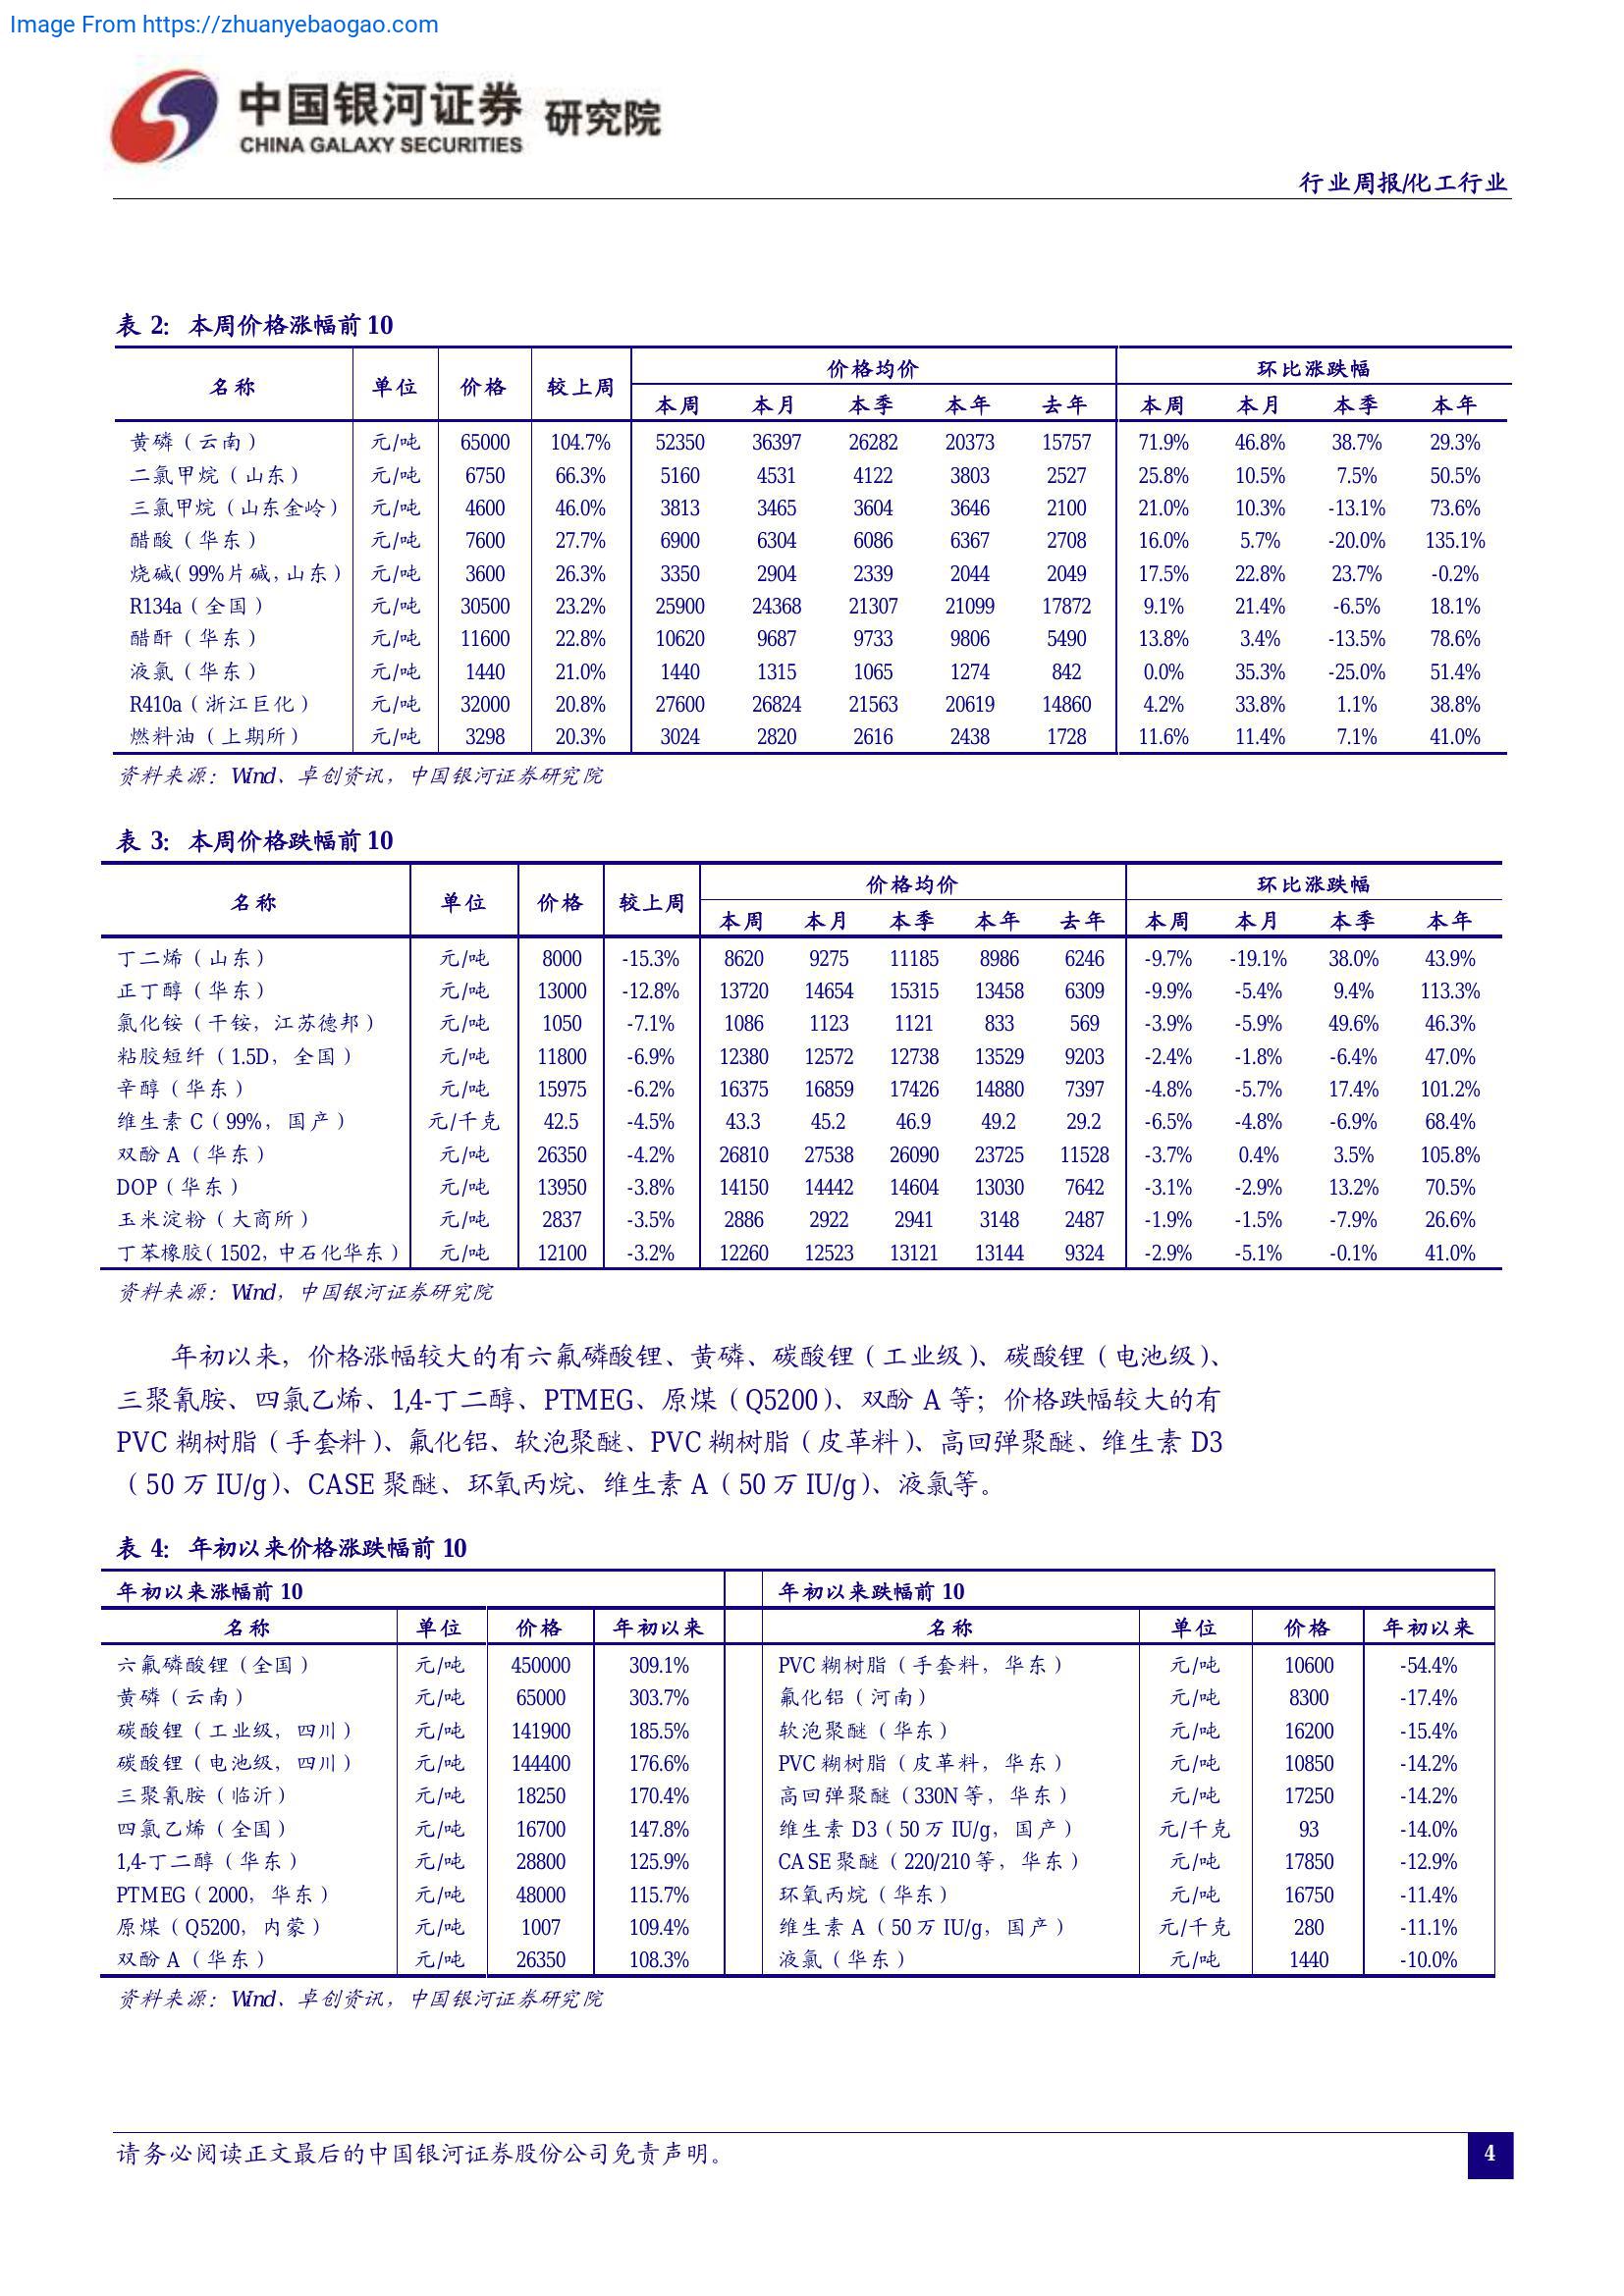 Image From https://zhuanyebaogao.com
中国银河证券 研究院
CHINA GALAXY SECURITIES
行业周报/化工行业
表 2: 本周价格涨幅前 10
名称 单位 价格 较上周 价格均价 环比涨跌幅
本周 本月 本季 本年 去年 本周 本月 本季 本年
黄磷（云南） 元/吨 65000 104.7% 52350 36397 26282 20373 15757 71.9% 46.8% 38.7% 29.3%
二氯甲烷（山东） 元/吨 6750 66.3% 5160 4531 4122 3803 2527 25.8% 10.5% 7.5% 50.5%
三氯甲烷（山东金岭） 元/吨 4600 46.0% 3813 3465 3604 3646 2100 21.0% 10.3% -13.1% 73.6%
醋酸（华东） 元/吨 7600 27.7% 6900 6304 6086 6367 2708 16.0% 5.7% -20.0% 135.1%
烧碱（99%片碱，山东） 元/吨 3600 26.3% 3350 2904 2339 2044 2049 17.5% 22.8% 23.7% -0.2%
R134a（全国） 元/吨 30500 23.2% 25900 24368 21307 21099 17872 9.1% 21.4% -6.5% 18.1%
醋酐（华东） 元/吨 11600 22.8% 10620 9687 9733 9806 5490 13.8% 3.4% -13.5% 78.6%
液氯（华东） 元/吨 1440 21.0% 1440 1315 1065 1274 842 0.0% 35.3% -25.0% 51.4%
R410a（浙江巨化） 元/吨 32000 20.8% 27600 26824 21563 20619 14860 4.2% 33.8% 1.1% 38.8%
燃料油（上期所） 元/吨 3298 20.3% 3024 2820 2616 2438 1728 11.6% 11.4% 7.1% 41.0%
资料来源：Wind、卓创资讯，中国银河证券研究院
表 3: 本周价格跌幅前 10
名称 单位 价格 较上周 价格均价 环比涨跌幅
本周 本月 本季 本年 去年 本周 本月 本季 本年
丁二烯（山东） 元/吨 8000 -15.3% 8620 9275 11185 8986 6246 -9.7% -19.1% 38.0% 43.9%
正丁醇（华东） 元/吨 13000 -12.8% 13720 14654 15315 13458 6309 -9.9% -5.4% 9.4% 113.3%
氯化铵（干铵，江苏德邦） 元/吨 1050 -7.1% 1086 1123 1121 833 569 -3.9% -5.9% 49.6% 46.3%
粘胶短纤（1.5D，全国） 元/吨 11800 -6.9% 12380 12572 12738 13529 9203 -2.4% -1.8% -6.4% 47.0%
辛醇（华东） 元/吨 15975 -6.2% 16375 16859 17426 14880 7397 -4.8% -5.7% 17.4% 101.2%
维生素 C（99%，国产） 元/千克 42.5 -4.5% 43.3 45.2 46.9 49.2 29.2 -6.5% -4.8% -6.9% 68.4%
双酚 A（华东） 元/吨 26350 -4.2% 26810 27538 26090 23725 11528 -3.7% 0.4% 3.5% 105.8%
DOP（华东） 元/吨 13950 -3.8% 14150 14442 14604 13030 7642 -3.1% -2.9% 13.2% 70.5%
玉米淀粉（大商所） 元/吨 2837 -3.5% 2886 2922 2941 3148 2487 -1.9% -1.5% -7.9% 26.6%
丁苯橡胶（1502，中石化华东） 元/吨 12100 -3.2% 12260 12523 13121 13144 9324 -2.9% -5.1% -0.1% 41.0%
资料来源：Wind，中国银河证券研究院
年初以来，价格涨幅较大的有六氟磷酸锂、黄磷、碳酸锂（工业级）、碳酸锂（电池级）、
三聚氰胺、四氯乙烯、1,4-丁二醇、PTMEG、原煤（Q5200）、双酚 A 等；价格跌幅较大的有
PVC 糊树脂（手套料）、氟化铝、软泡聚醚、PVC 糊树脂（皮革料）、高回弹聚醚、维生素 D3
（50 万 IU/g）、CASE 聚醚、环氧丙烷、维生素 A（50 万 IU/g）、液氯等。
表 4: 年初以来价格涨跌幅前 10
年初以来涨幅前 10 年初以来跌幅前 10
名称 单位 价格 年初以来 名称 单位 价格 年初以来
六氟磷酸锂（全国） 元/吨 450000 309.1% PVC 糊树脂（手套料，华东） 元/吨 10600 -54.4%
黄磷（云南） 元/吨 65000 303.7% 氟化铝（河南） 元/吨 8300 -17.4%
碳酸锂（工业级，四川） 元/吨 141900 185.5% 软泡聚醚（华东） 元/吨 16200 -15.4%
碳酸锂（电池级，四川） 元/吨 144400 176.6% PVC 糊树脂（皮革料，华东） 元/吨 10850 -14.2%
三聚氰胺（临沂） 元/吨 18250 170.4% 高回弹聚醚（330N 等，华东） 元/吨 17250 -14.2%
四氯乙烯（全国） 元/吨 16700 147.8% 维生素 D3（50 万 IU/g，国产） 元/千克 93 -14.0%
1,4-丁二醇（华东） 元/吨 28800 125.9% CASE 聚醚（220/210 等，华东） 元/吨 17850 -12.9%
PTMEG（2000，华东） 元/吨 48000 115.7% 环氧丙烷（华东） 元/吨 16750 -11.4%
原煤（Q5200，内蒙） 元/吨 1007 109.4% 维生素 A（50 万 IU/g，国产） 元/千克 280 -11.1%
双酚 A（华东） 元/吨 26350 108.3% 液氯（华东） 元/吨 1440 -10.0%
资料来源：Wind、卓创资讯，中国银河证券研究院
请务必阅读正文最后的中国银河证券股份公司免责声明。
4